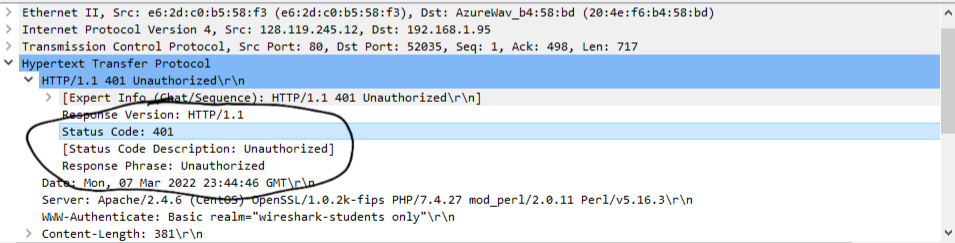 Ethernet II, Src: e6:2d:c0:b5:58:f3 (e6:2d:c0:b5:58:f3), Dst: AzureWav_b4:58:bd (20:4e:f6:b4:58:bd)
Internet Protocol Version 4, Src: 128.119.245.12, Dst: 192.168.1.95
Transmission Control Protocol, Src Port: 80, Dst Port: 52035, Seq: 1, Ack: 498, Len: 717
Hypertext Transfer Protocol
HTTP/1.1 401 Unauthorized\r\n
[Expert Info (Chat/Sequence): HTTP/1.1 401 Unauthorized\r\n]
Response Version: HTTP/1.1
Status Code: 401
[Status Code Description: Unauthorized]
Response Phrase: Unauthorized
Date: Mon, 07 Mar 2022 23:44:46 GMT\r\n
Server: Apache/2.4.6 (CentOS) OpenSSL/1.0.2k-fips PHP/7.4.27 mod_perl/2.0.11 Perl/v5.16.3\r\n
WWW-Authenticate: Basic realm="wireshark-students only"\r\n
Content-Length: 381\r\n